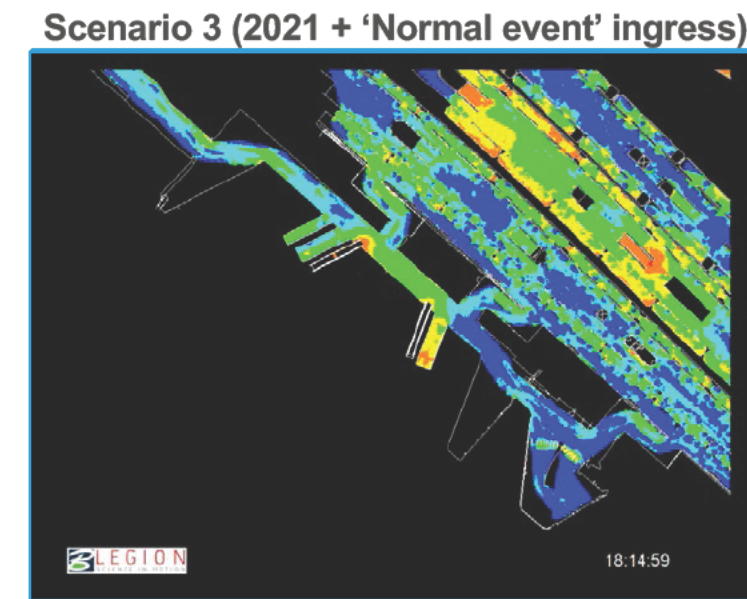 Scenario 3 (2021 + ‘Normal event’ ingress)
LEGION
SCIENCE IN MOTION
18:14:59